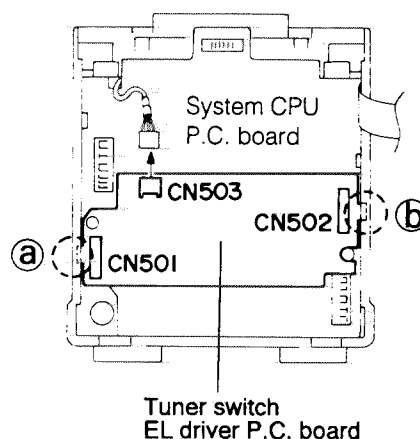 System CPU
P.C. board
CN503
CN502
ⓑ
ⓐ
CN501
Tuner switch
EL driver P.C. board